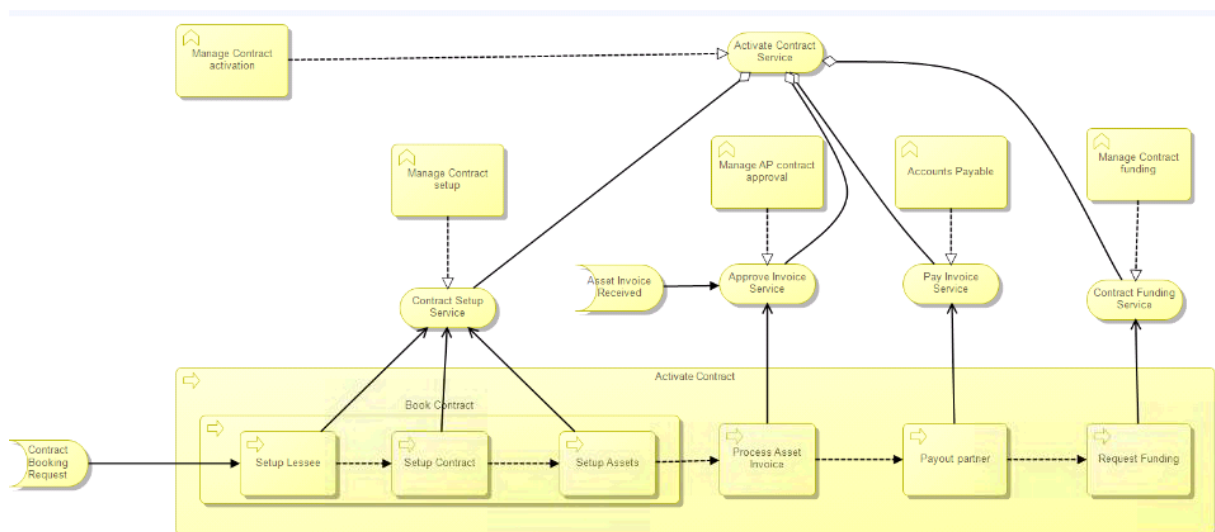 Manage Contract
activation
Activate Contract
Service
Manage Contract
setup
Manage AP contract
approval
Accounts Payable
Manage Contract
funding
Asset Invoice
Received
Approve Invoice
Service
Pay Invoice
Service
Contract Setup
Service
Contract Funding
Service
Activate Contract
Book Contract
Contract
Booking
Request
Setup Lessee
Setup Contract
Setup Assets
Process Asset
Invoice
Payout partner
Request Funding